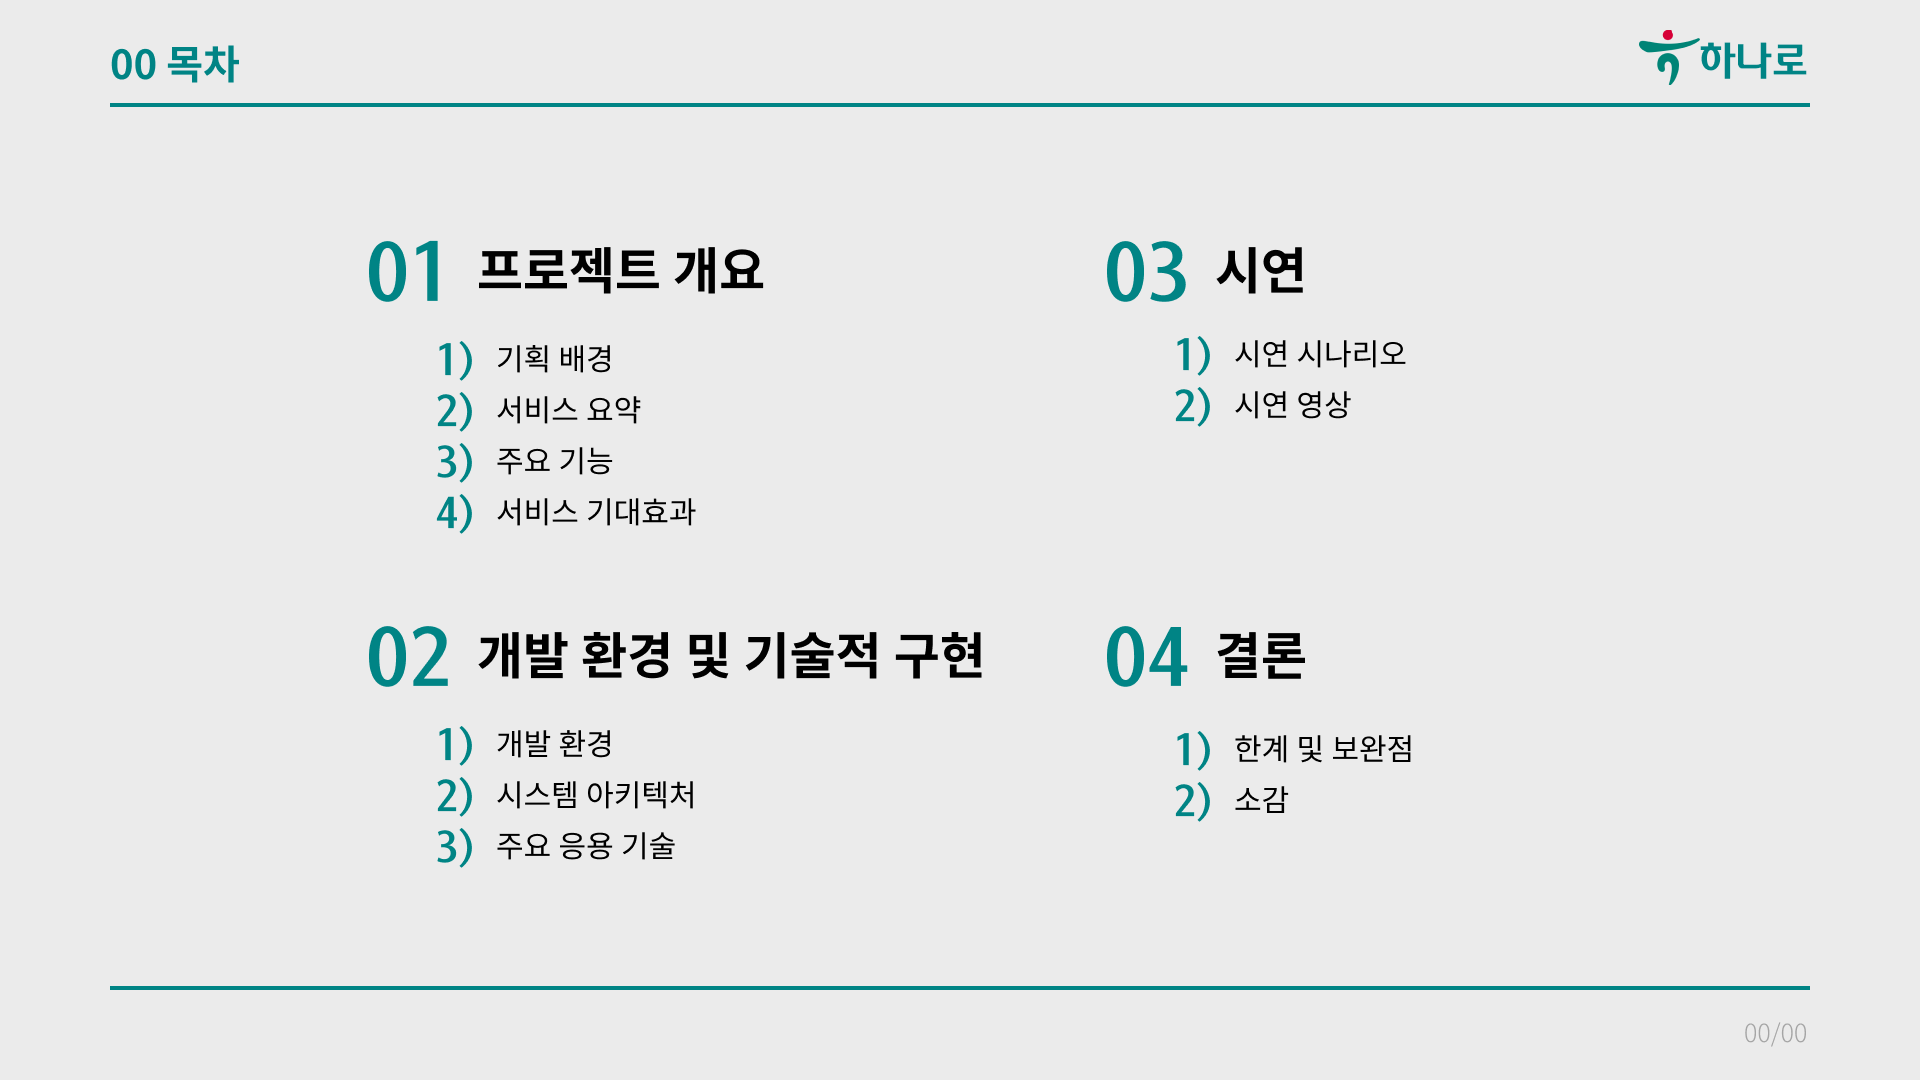 00 목차
하나로
01 프로젝트 개요
1) 기획 배경
2) 서비스 요약
3) 주요 기능
4) 서비스 기대효과
02 개발 환경 및 기술적 구현
1) 개발 환경
2) 시스템 아키텍처
3) 주요 응용 기술
03 시연
1) 시연 시나리오
2) 시연 영상
04 결론
1) 한계 및 보완점
2) 소감
00/00